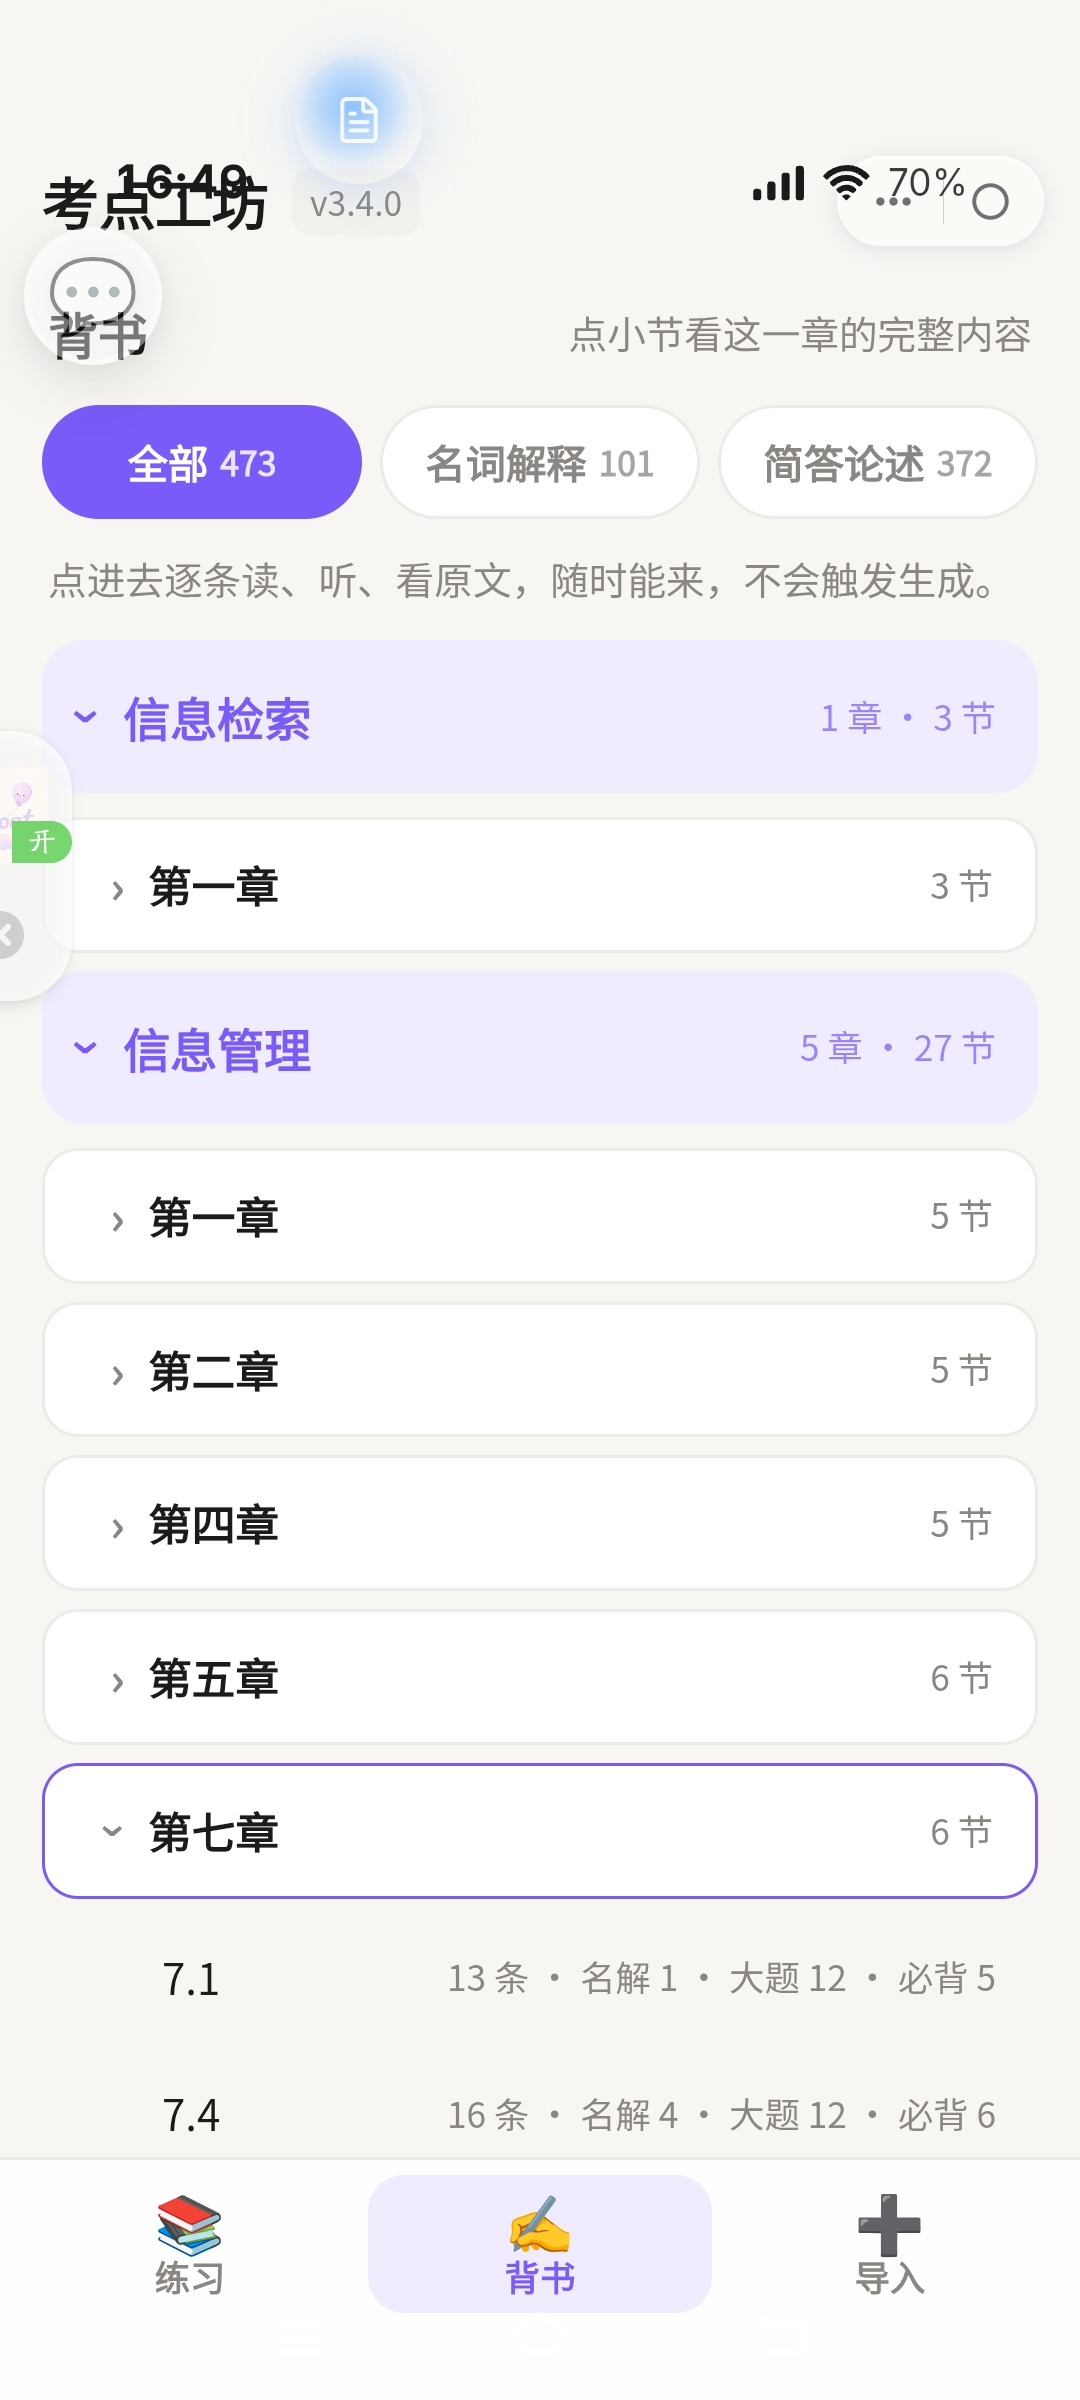 16:49
70%
考点工坊
v3.4.0
背书
点小节看这一章的完整内容
全部 473
名词解释 101
简答论述 372
点进去逐条读、听、看原文，随时能来，不会触发生成。
信息检索
1 章 · 3 节
开
第一章
3 节
信息管理
5 章 · 27 节
第一章
5 节
第二章
5 节
第四章
5 节
第五章
6 节
第七章
6 节
7.1
13 条 · 名解 1 · 大题 12 · 必背 5
7.4
16 条 · 名解 4 · 大题 12 · 必背 6
练习
背书
导入